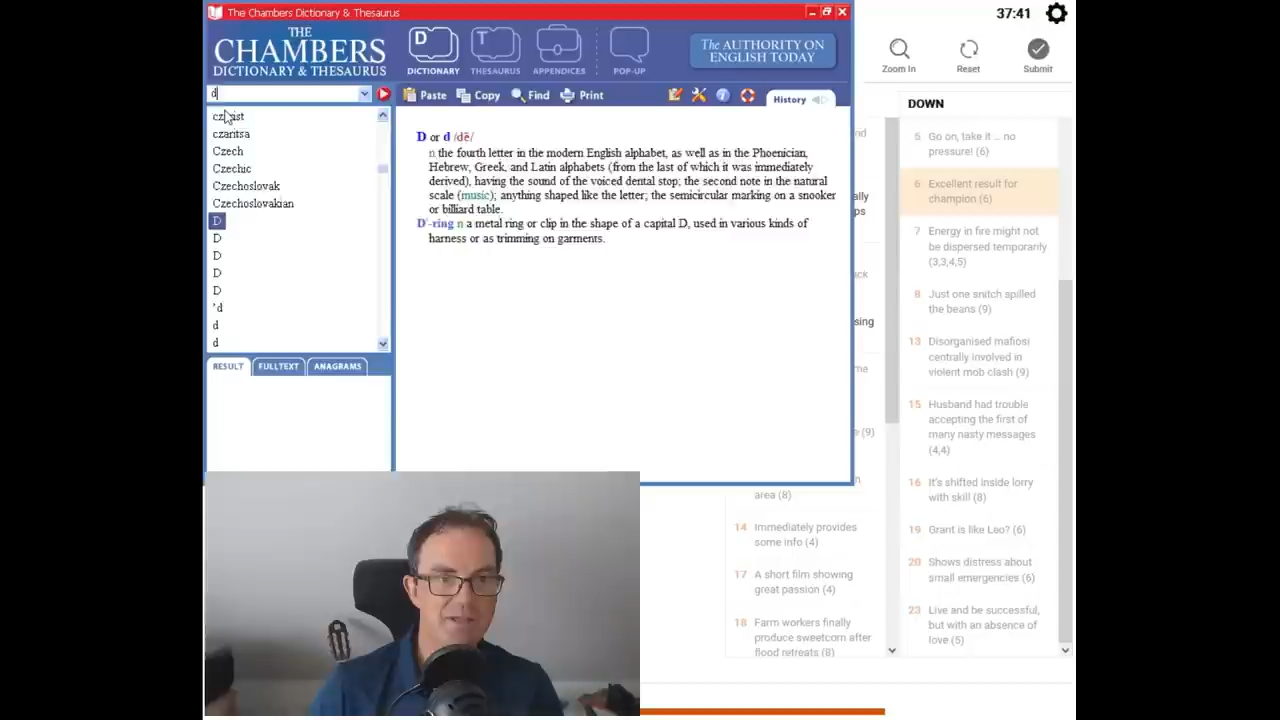 The Chambers Dictionary & Thesaurus
THE
CHAMBERS
DICTIONARY & THESAURUS
D
DICTIONARY
T
THESAURUS
APPENDICES
POP-UP
The AUTHORITY ON
ENGLISH TODAY
37:41
Zoom In
Reset
Submit
d
Paste
Copy
Find
Print
History
czarist
czaritsa
Czech
Czechic
Czechoslovak
Czechoslovakian
D
D
D
D
D
'd
d
d
RESULT
FULLTEXT
ANAGRAMS
D or d /dē/
n the fourth letter in the modern English alphabet, as well as in the Phoenician,
Hebrew, Greek, and Latin alphabets (from the last of which it was immediately
derived), having the sound of the voiced dental stop; the second note in the natural
scale (music); anything shaped like the letter; the semicircular marking on a snooker
or billiard table.
D'-ring n a metal ring or clip in the shape of a capital D, used in various kinds of
harness or as trimming on garments.
area (8)
14 Immediately provides
some info (4)
17 A short film showing
great passion (4)
18 Farm workers finally
produce sweetcorn after
flood retreats (8)
DOWN
5 Go on, take it ... no
pressure! (6)
6 Excellent result for
champion (6)
7 Energy in fire might not
be dispersed temporarily
(3,3,4,5)
8 Just one snitch spilled
the beans (9)
13 Disorganised mafiosi
centrally involved in
violent mob clash (9)
15 Husband had trouble
accepting the first of
many nasty messages
(4,4)
16 It's shifted inside lorry
with skill (8)
19 Grant is like Leo? (6)
20 Shows distress about
small emergencies (6)
23 Live and be successful,
but with an absence of
love (5)